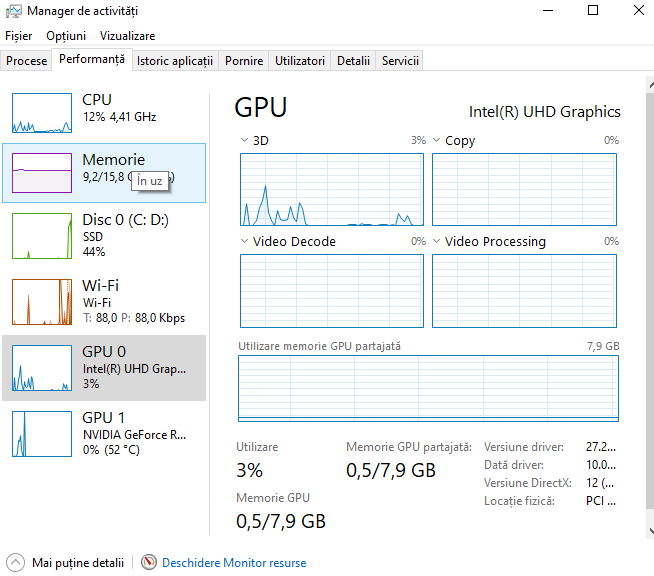 Manager de activități
Fișier Opțiuni Vizualizare
Procese Performanță Istoric aplicații Pornire Utilizatori Detalii Servicii
CPU
12% 4,41 GHz
Memorie
9,2/15,8 G %)
În uz
Disc 0 (C: D:)
SSD
44%
Wi-Fi
Wi-Fi
T: 88,0 P: 88,0 Kbps
GPU 0
Intel(R) UHD Grap...
3%
GPU 1
NVIDIA GeForce R...
0% (52 °C)
GPU Intel(R) UHD Graphics
3D 3% Copy 0%
Video Decode 0% Video Processing 0%
Utilizare memorie GPU partajată 7,9 GB
Utilizare
3%
Memorie GPU partajată:
0,5/7,9 GB
Memorie GPU
0,5/7,9 GB
Versiune driver: 27.2...
Dată driver: 10.0...
Versiune DirectX: 12 (...
Locație fizică: PCI ...
Mai puține detalii Deschidere Monitor resurse